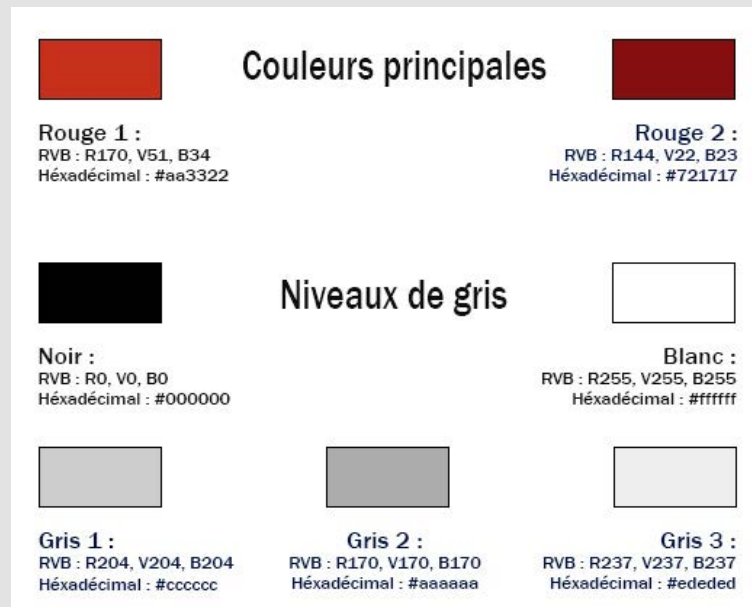 Couleurs principales
Rouge 1 :
RVB : R170, V51, B34
Héxadécimal : #aa3322
Rouge 2 :
RVB : R144, V22, B23
Héxadécimal : #721717
Niveaux de gris
Noir :
RVB : R0, V0, B0
Héxadécimal : #000000
Blanc :
RVB : R255, V255, B255
Héxadécimal : #ffffff
Gris 1 :
RVB : R204, V204, B204
Héxadécimal : #cccccc
Gris 2 :
RVB : R170, V170, B170
Héxadécimal : #aaaaaa
Gris 3 :
RVB : R237, V237, B237
Héxadécimal : #ededed